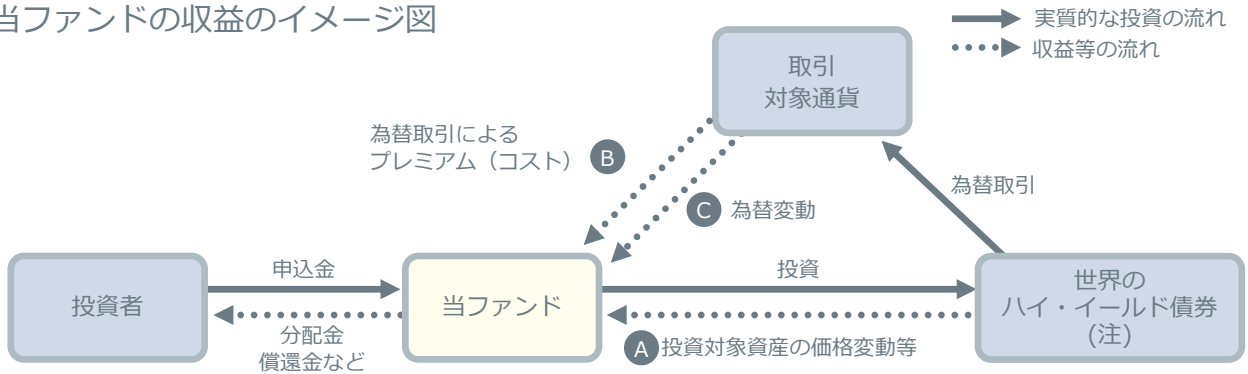 当ファンドの収益のイメージ図
実質的な投資の流れ
収益等の流れ
取引
対象通貨
為替取引による
プレミアム（コスト）
B
為替取引
C
為替変動
投資者
申込金
分配金
償還金など
当ファンド
投資
A
投資対象資産の価格変動等
世界の
ハイ・イールド債券
(注)